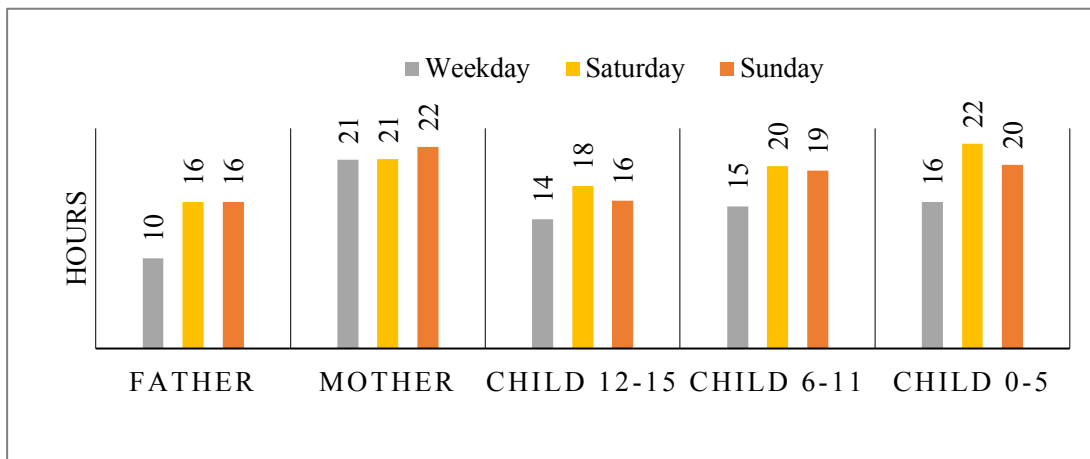 Weekday Saturday Sunday
HOURS
10 16 16
21 21 22
14 18 16
15 20 19
16 22 20
FATHER MOTHER CHILD 12-15 CHILD 6-11 CHILD 0-5